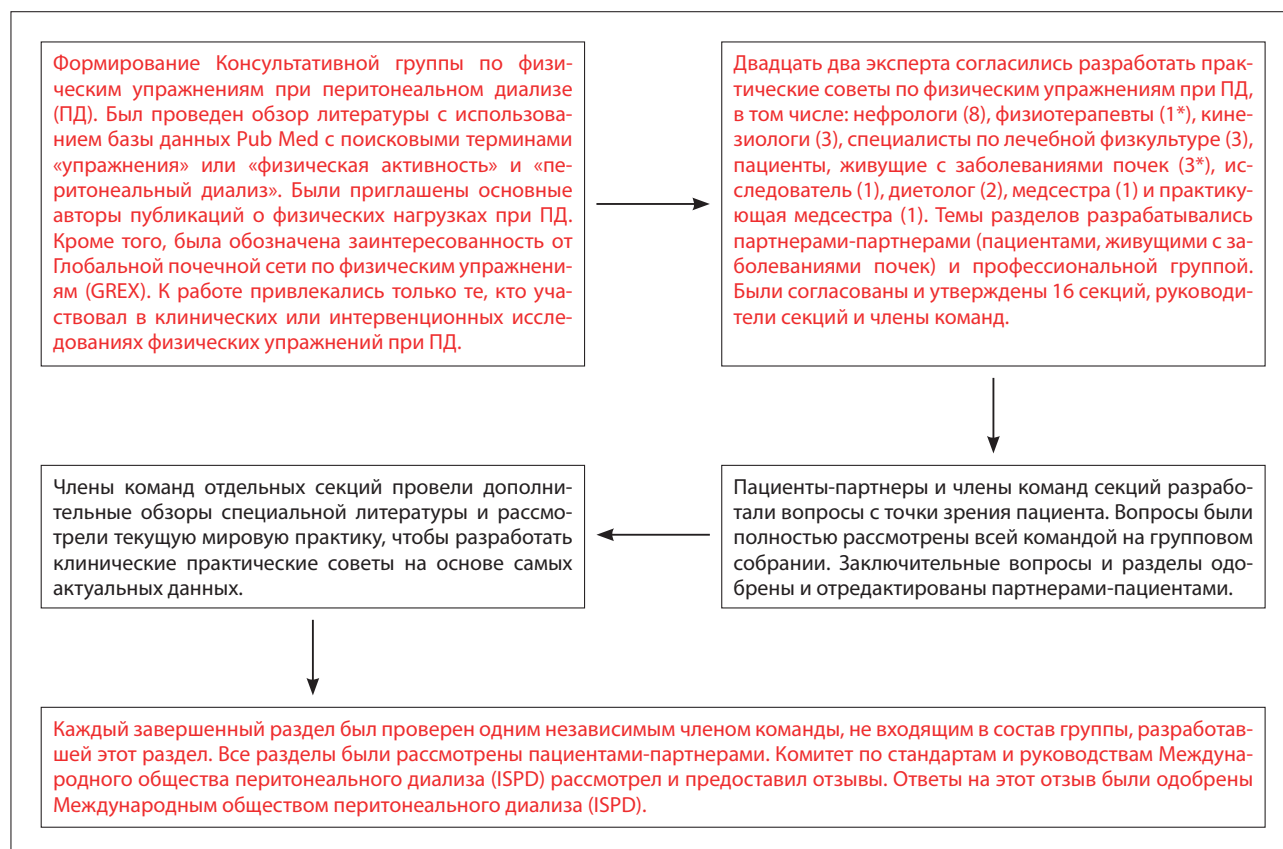 Формирование Консультативной группы по физи-
ческим упражнениям при перитонеальном диализе
(ПД). Был проведен обзор литературы с использова-
нием базы данных Pub Med с поисковыми терминами
«упражнения» или «физическая активность» и «пе-
ритонеальный диализ». Были приглашены основные
авторы публикаций о физических нагрузках при ПД.
Кроме того, была обозначена заинтересованность от
Глобальной почечной сети по физическим упражнени-
ям (GREX). К работе привлекались только те, кто уча-
ствовал в клинических или интервенционных иссле-
дованиях физических упражнений при ПД.
Двадцать два эксперта согласились разработать прак-
тические советы по физическим упражнениям при ПД,
в том числе: нефрологи (8), физиотерапевты (1*), кине-
зиологи (3), специалисты по лечебной физкультуре (3),
пациенты, живущие с заболеваниями почек (3*), ис-
следователь (1), диетолог (2), медсестра (1) и практику-
ющая медсестра (1). Темы разделов разрабатывались
партнерами-партнерами (пациентами, живущими с за-
болеваниями почек) и профессиональной группой.
Были согласованы и утверждены 16 секций, руководи-
тели секций и члены команд.
Пациенты-партнеры и члены команд секций разрабо-
тали вопросы с точки зрения пациента. Вопросы были
полностью рассмотрены всей командой на групповом
собрании. Заключительные вопросы и разделы одо-
брены и отредактированы партнерами-пациентами.
Члены команд отдельных секций провели дополни-
тельные обзоры специальной литературы и рассмо-
трели текущую мировую практику, чтобы разработать
клинические практические советы на основе самых
актуальных данных.
Каждый завершенный раздел был проверен одним независимым членом команды, не входящим в состав группы, разработав-
шей этот раздел. Все разделы были рассмотрены пациентами-партнерами. Комитет по стандартам и руководствам Междуна-
родного общества перитонеального диализа (ISPD) рассмотрел и предоставил отзывы. Ответы на этот отзыв были одобрены
Международным обществом перитонеального диализа (ISPD).